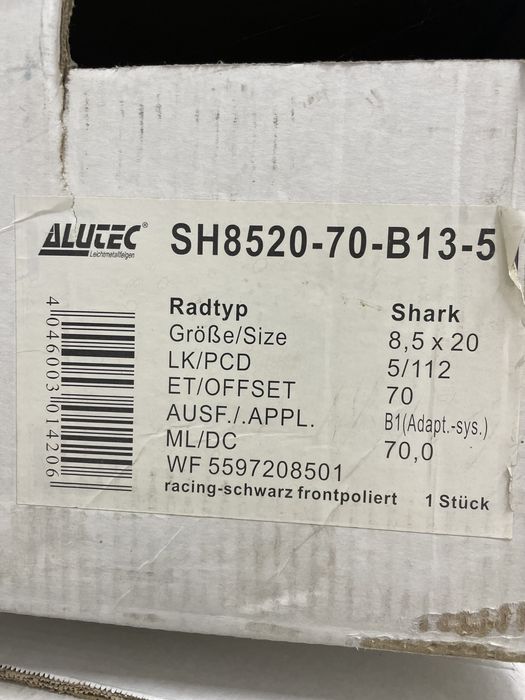 ALUTEC®
Leichtmetallfelgen
SH8520-70-B13-5
Radtyp Shark
Größe/Size 8,5 x 20
LK/PCD 5/112
ET/OFFSET 70
AUSF./.APPL. B1(Adapt.-sys.)
ML/DC 70,0
WF 5597208501
racing-schwarz frontpoliert 1 Stück
4 046003 014206